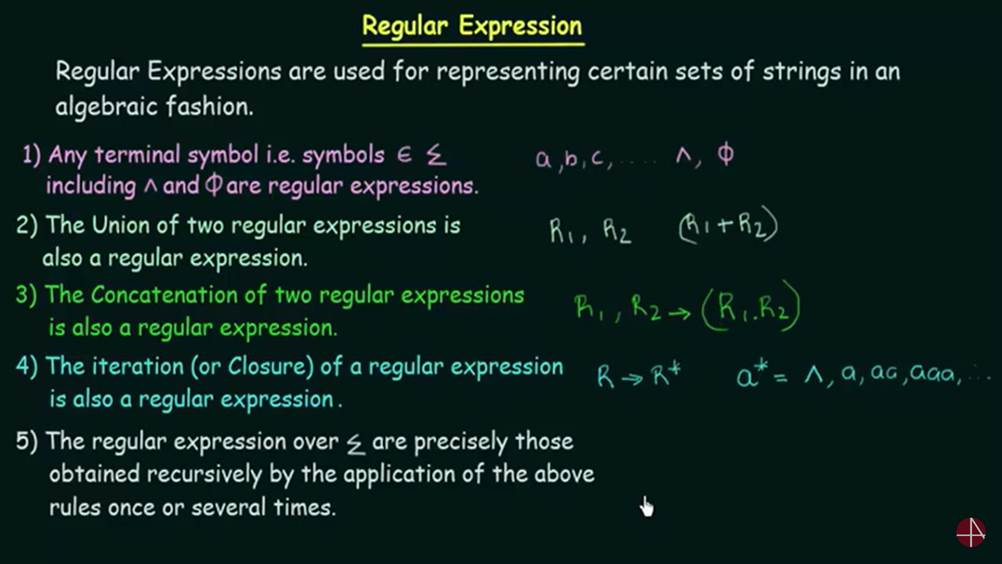 Regular Expression
Regular Expressions are used for representing certain sets of strings in an
algebraic fashion.
1) Any terminal symbol i.e. symbols ∈ Σ
a, b, c, ..... ∧, Φ
including ∧ and Φ are regular expressions.
2) The Union of two regular expressions is
R1, R2 (R1+R2)
also a regular expression.
3) The Concatenation of two regular expressions
R1, R2 → (R1.R2)
is also a regular expression.
4) The iteration (or Closure) of a regular expression
R → R* a* = ∧, a, aa, aaa, ...
is also a regular expression.
5) The regular expression over Σ are precisely those
obtained recursively by the application of the above
rules once or several times.